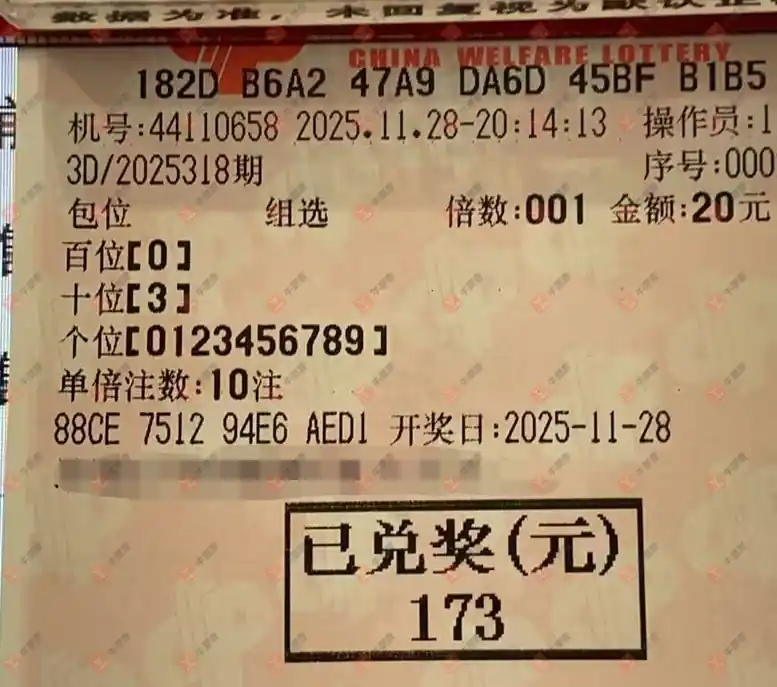 CHINA WELFARE LOTTERY
182D B6A2 47A9 DA6D 45BF B1B5
机号:44110658 2025.11.28-20:14:13 操作员:1
3D/2025318期 序号:000
包位 组选 倍数:001 金额:20元
百位[0]
十位[3]
个位[0123456789]
单倍注数:10注
88CE 7512 94E6 AED1 开奖日:2025-11-28
已兑奖(元)
173